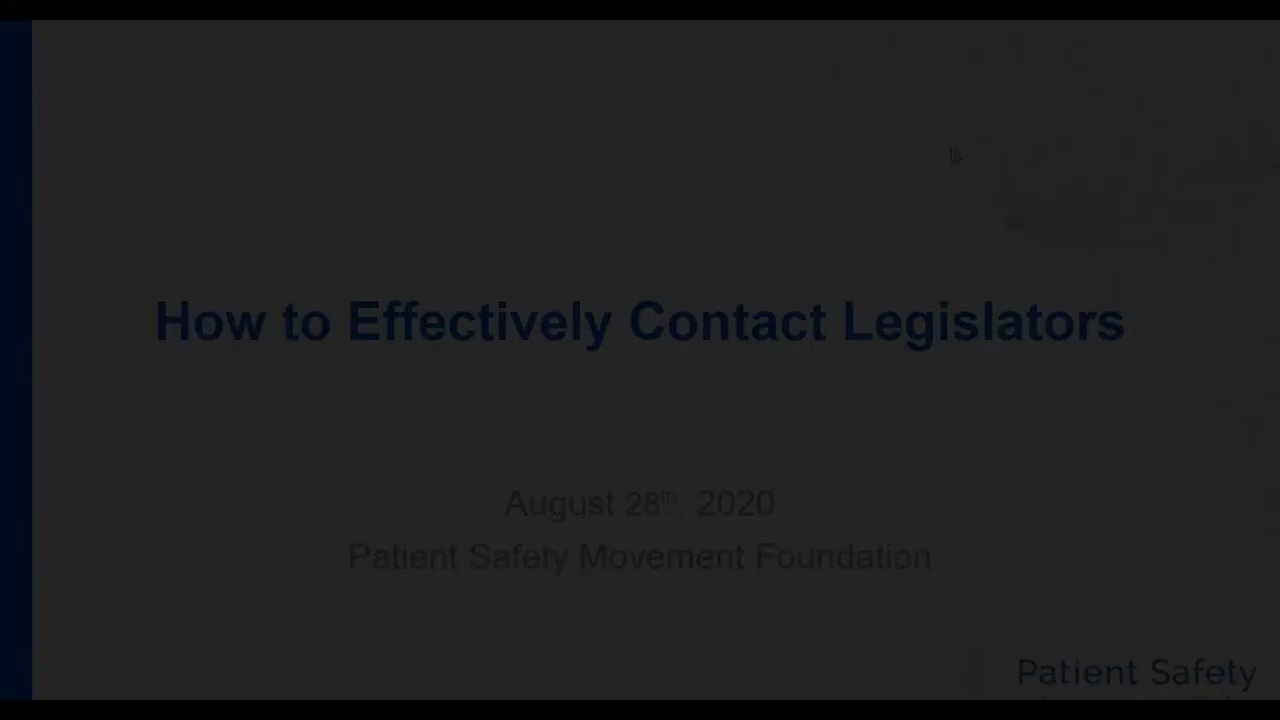 How to Effectively Contact Legislators
August 28th, 2020
Patient Safety Movement Foundation
Patient Safety